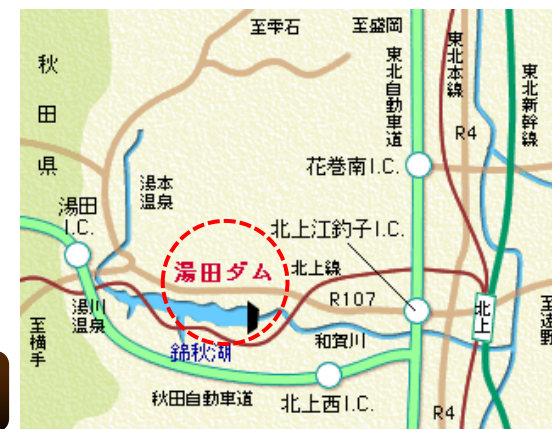 至雫石
至盛岡
秋田県
東北自動車道
東北本線
東北新幹線
R4
花巻南I.C.
湯本
温泉
湯田
I.C.
北上江釣子I.C.
湯田ダム
北上線
R107
北上
至遠野
湯川
温泉
至横手
和賀川
錦秋湖
秋田自動車道
北上西I.C.
R4